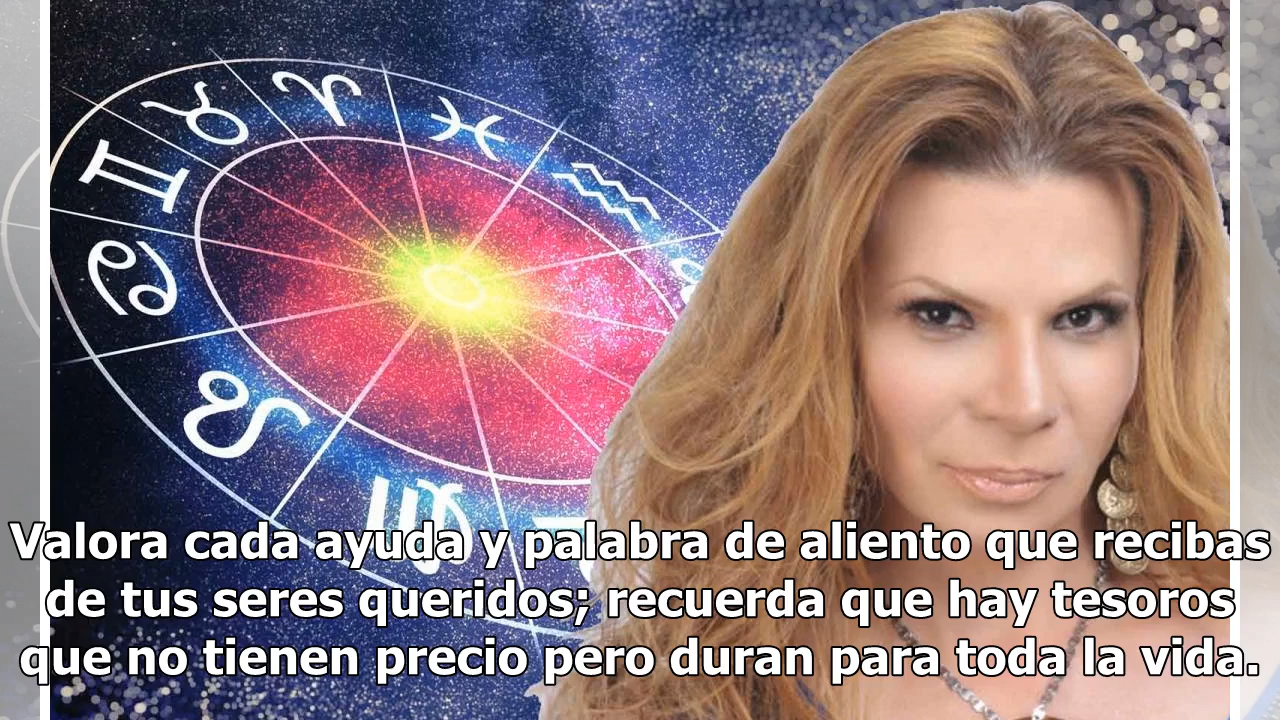 Valora cada ayuda y palabra de aliento que recibas
de tus seres queridos; recuerda que hay tesoros
que no tienen precio pero duran para toda la vida.